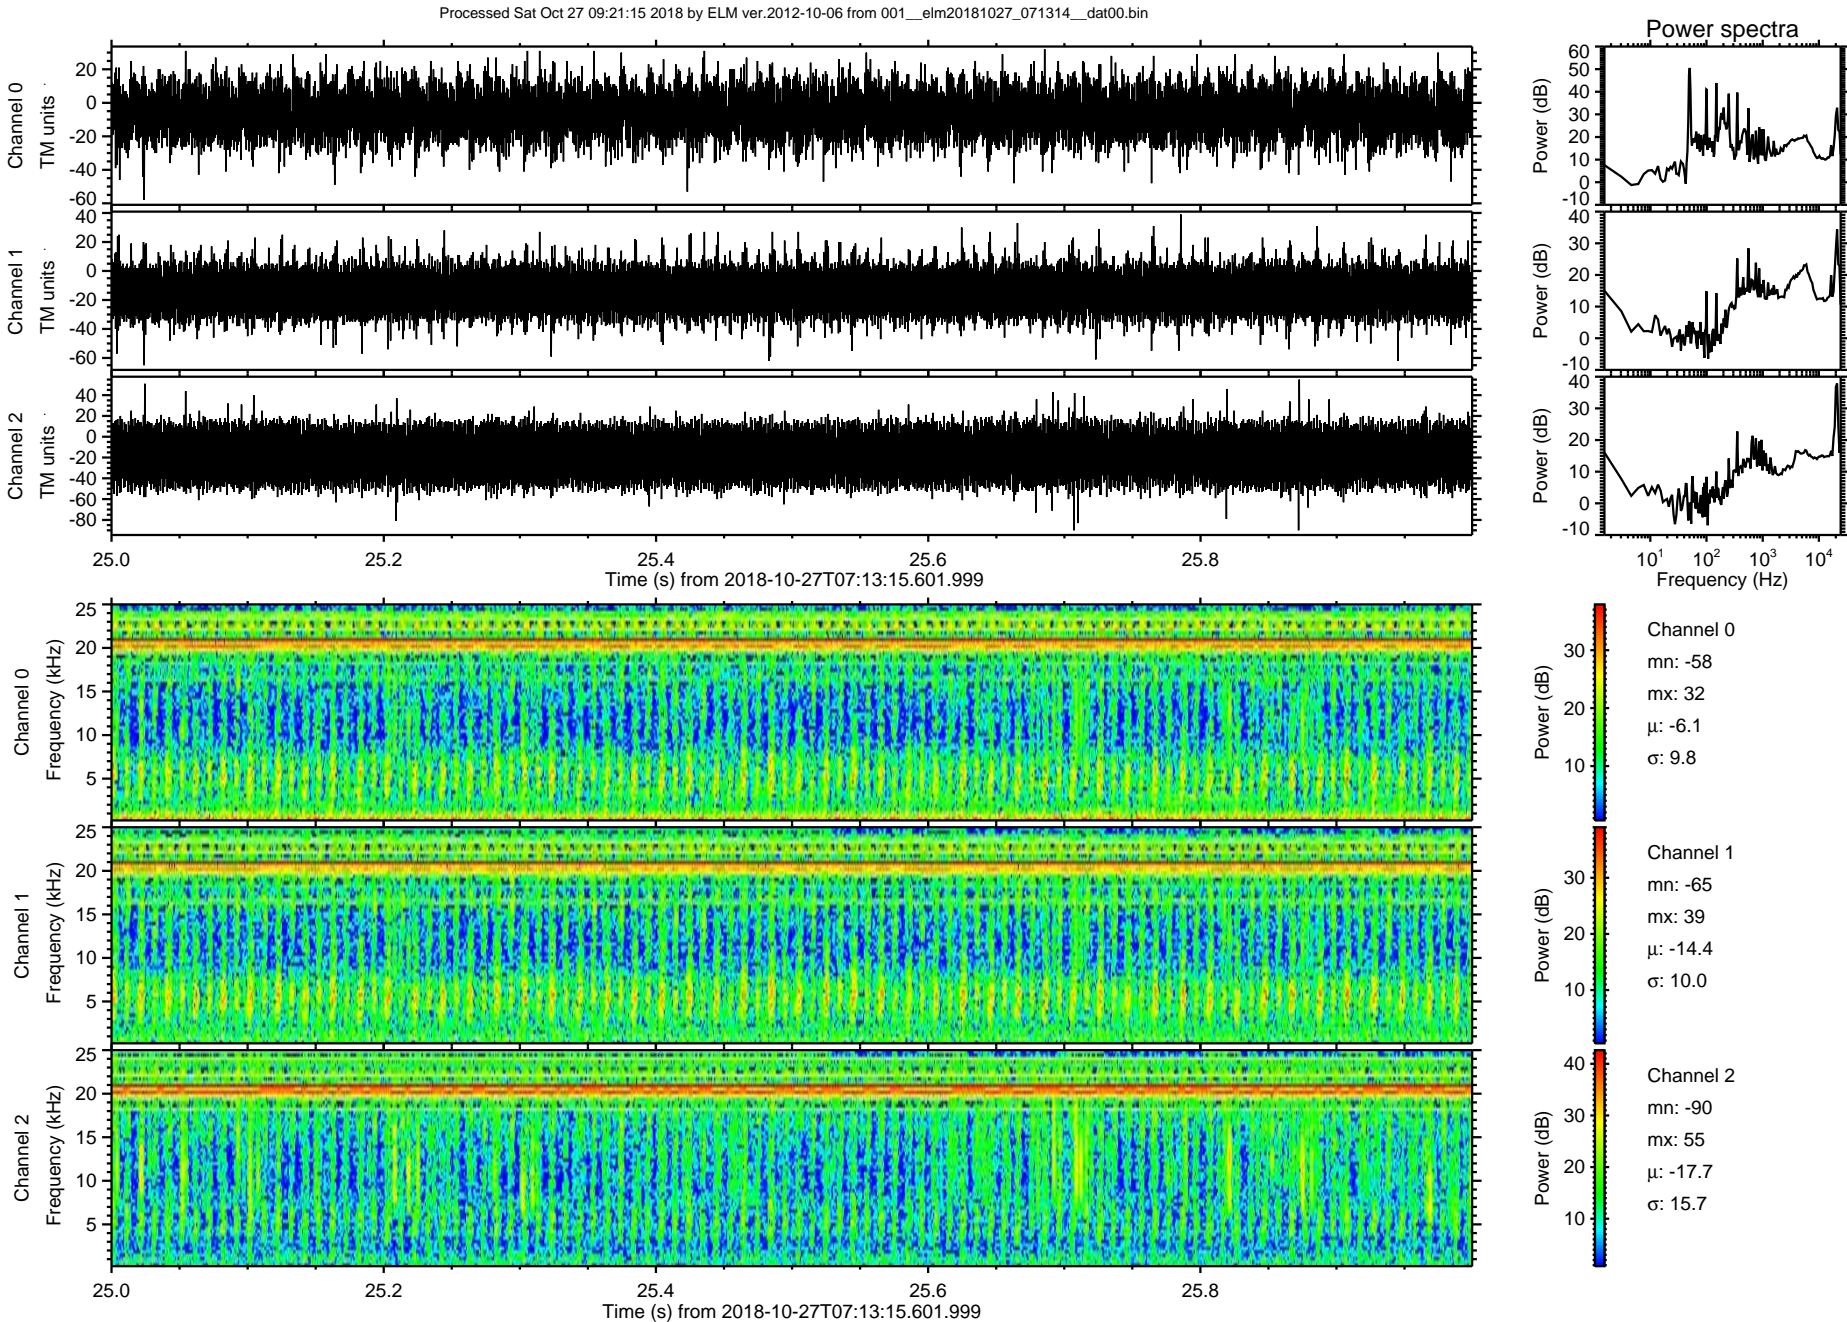 Processed Sat Oct 27 09:21:15 2018 by ELM ver.2012-10-06 from 001__elm20181027_071314__dat00.bin
Power spectra
Channel 0
TM units
20
0
-20
-40
-60
Power (dB)
60
50
40
30
20
10
0
-10
Channel 1
TM units
40
20
0
-20
-40
-60
Power (dB)
40
30
20
10
0
-10
Channel 2
TM units
40
20
0
-20
-40
-60
-80
Power (dB)
40
30
20
10
0
-10
25.0 25.2 25.4 25.6 25.8
Time (s) from 2018-10-27T07:13:15.601.999
10^1 10^2 10^3 10^4
Frequency (Hz)
Channel 0
Frequency (kHz)
25
20
15
10
5
Power (dB)
30
20
10
Channel 0
mn: -58
mx: 32
μ: -6.1
σ: 9.8
Channel 1
Frequency (kHz)
25
20
15
10
5
Power (dB)
30
20
10
Channel 1
mn: -65
mx: 39
μ: -14.4
σ: 10.0
Channel 2
Frequency (kHz)
25
20
15
10
5
Power (dB)
40
30
20
10
Channel 2
mn: -90
mx: 55
μ: -17.7
σ: 15.7
25.0 25.2 25.4 25.6 25.8
Time (s) from 2018-10-27T07:13:15.601.999